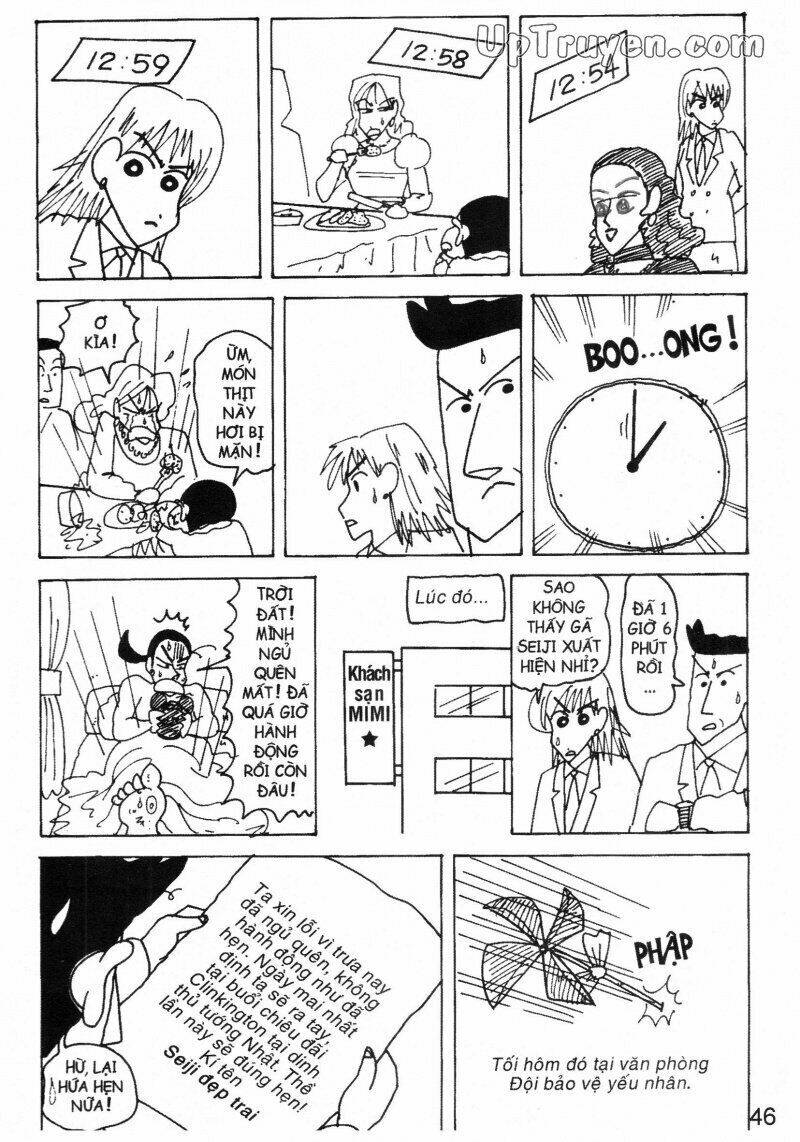 UpTruyen.com
12:54
12:58
12:59
BOO...ONG!
Ơ
KÌA!
ỪM,
MÓN
THỊT
NÀY
HƠI BỊ
MẶN!
ĐÃ 1
GIỜ 6
PHÚT
RỒI
...
SAO
KHÔNG
THẤY GÃ
SEIJI XUẤT
HIỆN NHỈ?
Lúc đó...
Khách
sạn
MIMI
TRỜI
ĐẤT!
MÌNH
NGỦ
QUÊN
MẤT! ĐÃ
QUÁ GIỜ
HÀNH
ĐỘNG
RỒI CÒN
ĐÂU!
PHẬP
Tối hôm đó tại văn phòng
Đội bảo vệ yếu nhân.
Ta xin lỗi vì trưa nay
đã ngủ quên, không
hành động như đã
hẹn. Ngày mai nhất
định ta sẽ ra tay,
tại buổi chiêu đãi
Clinkington tại dinh
thủ tướng Nhật. Thề
lần này sẽ đúng hẹn!
Kí tên
Seiji đẹp trai
HỪ, LẠI
HỨA HẸN
NỮA!
46